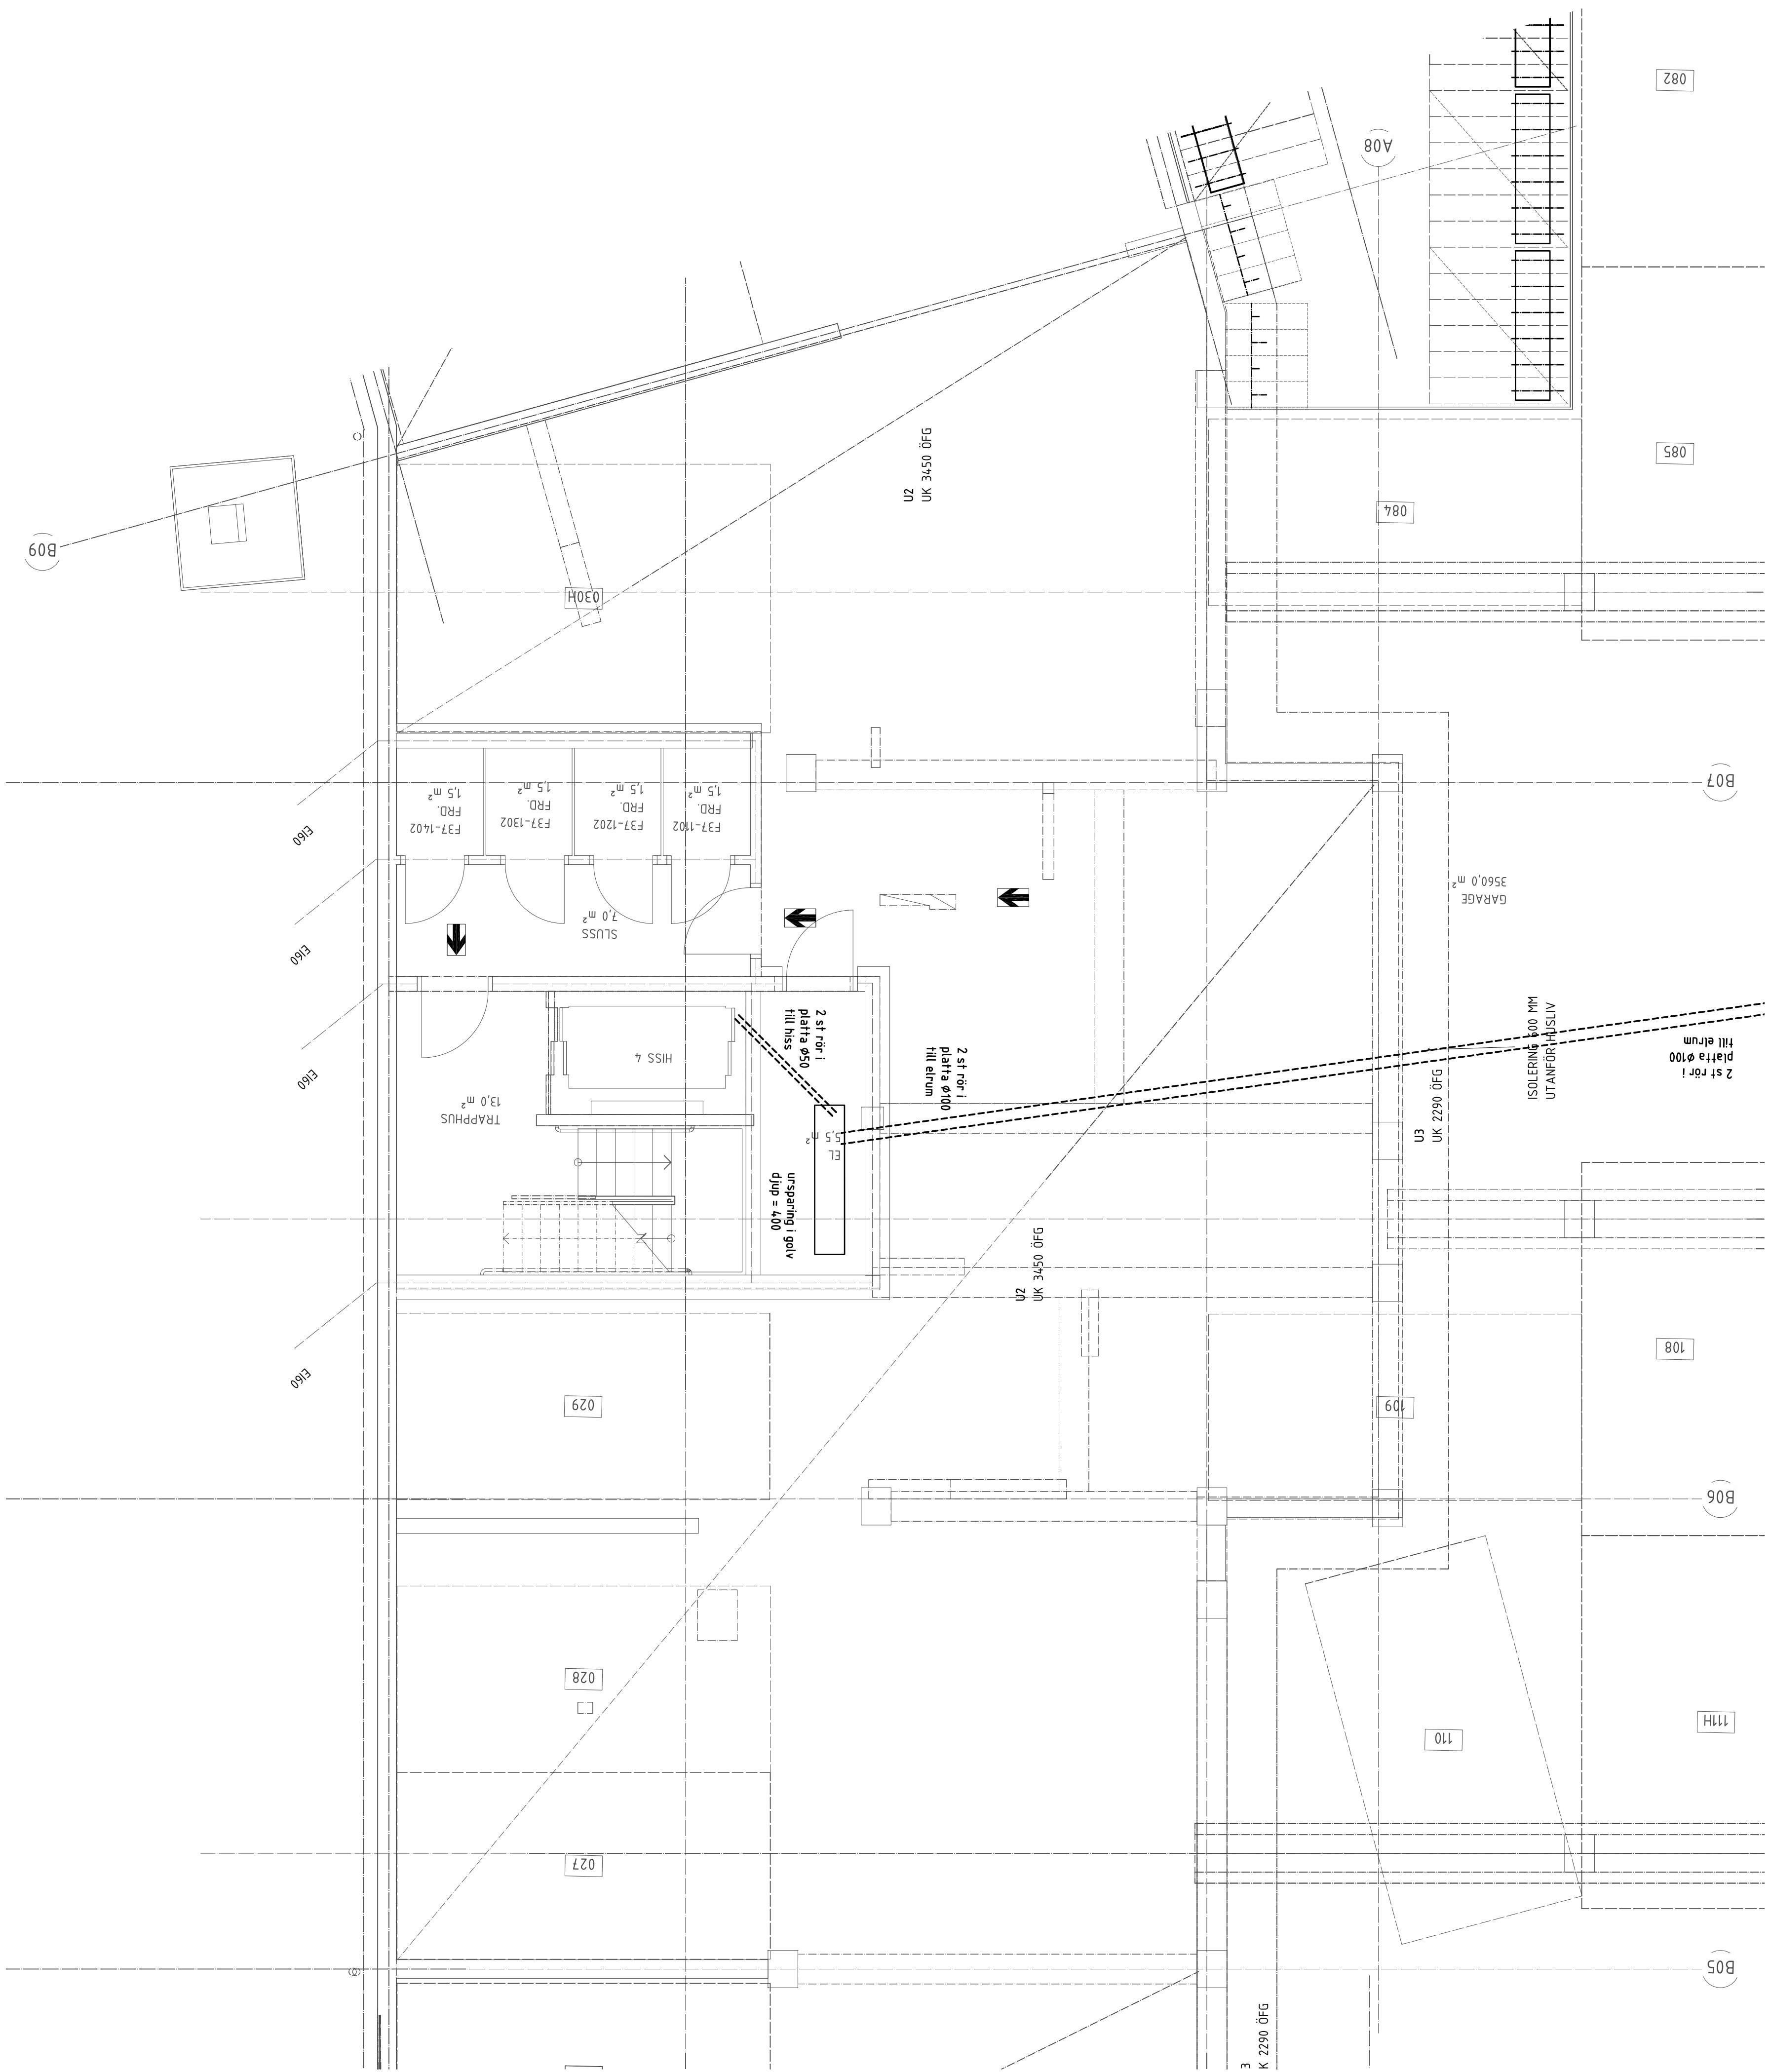 082
A08
085
084
U2
UK 3450 ÖFG
B09
030H
B07
F37-1402
FRD.
1,5 m²
F37-1302
FRD.
1,5 m²
F37-1202
FRD.
1,5 m²
F37-1102
FRD.
1,5 m²
EI60
SLUSS
7,0 m²
GARAGE
3560,0 m²
EI60
2 st rör i
platta Ø50
till hiss
HISS 4
EI60
TRAPPHUS
13,0 m²
2 st rör i
platta Ø100
till elrum
ISOLERING 600 MM
UTANFÖR HUSLIV
2 st rör i
platta Ø100
till elrum
U3
UK 2290 ÖFG
EL
5,5 m²
ursparing i golv
djup = 400
U2
UK 3450 ÖFG
EI60
108
029
109
B06
028
111H
110
027
B05
3
K 2290 ÖFG